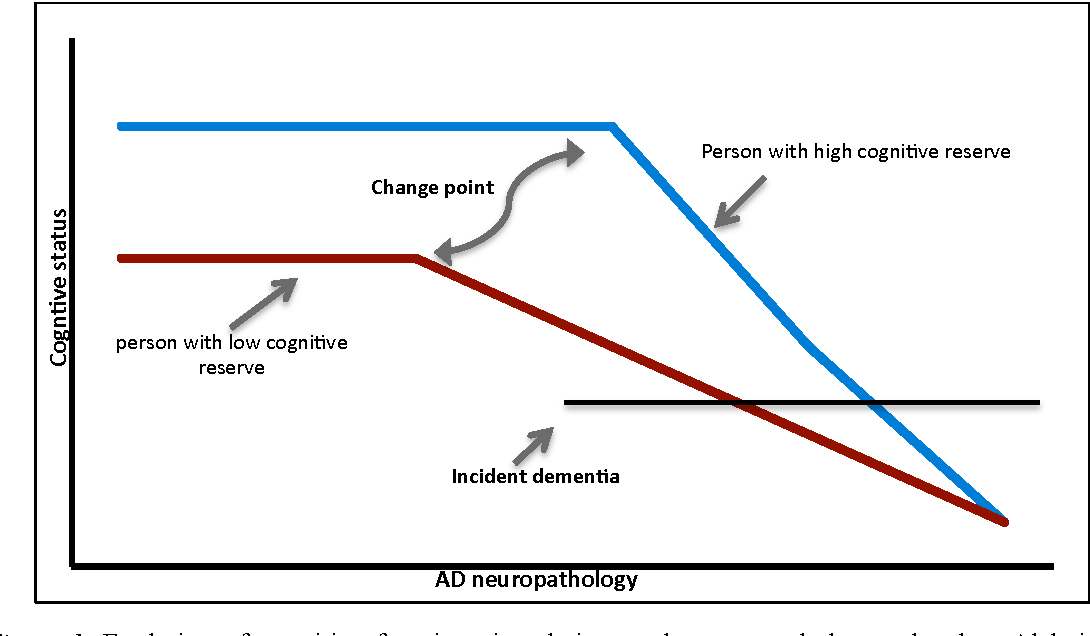 Person with high cognitive reserve
Change point
Cogntive status
person with low cognitive
reserve
Incident dementia
AD neuropathology